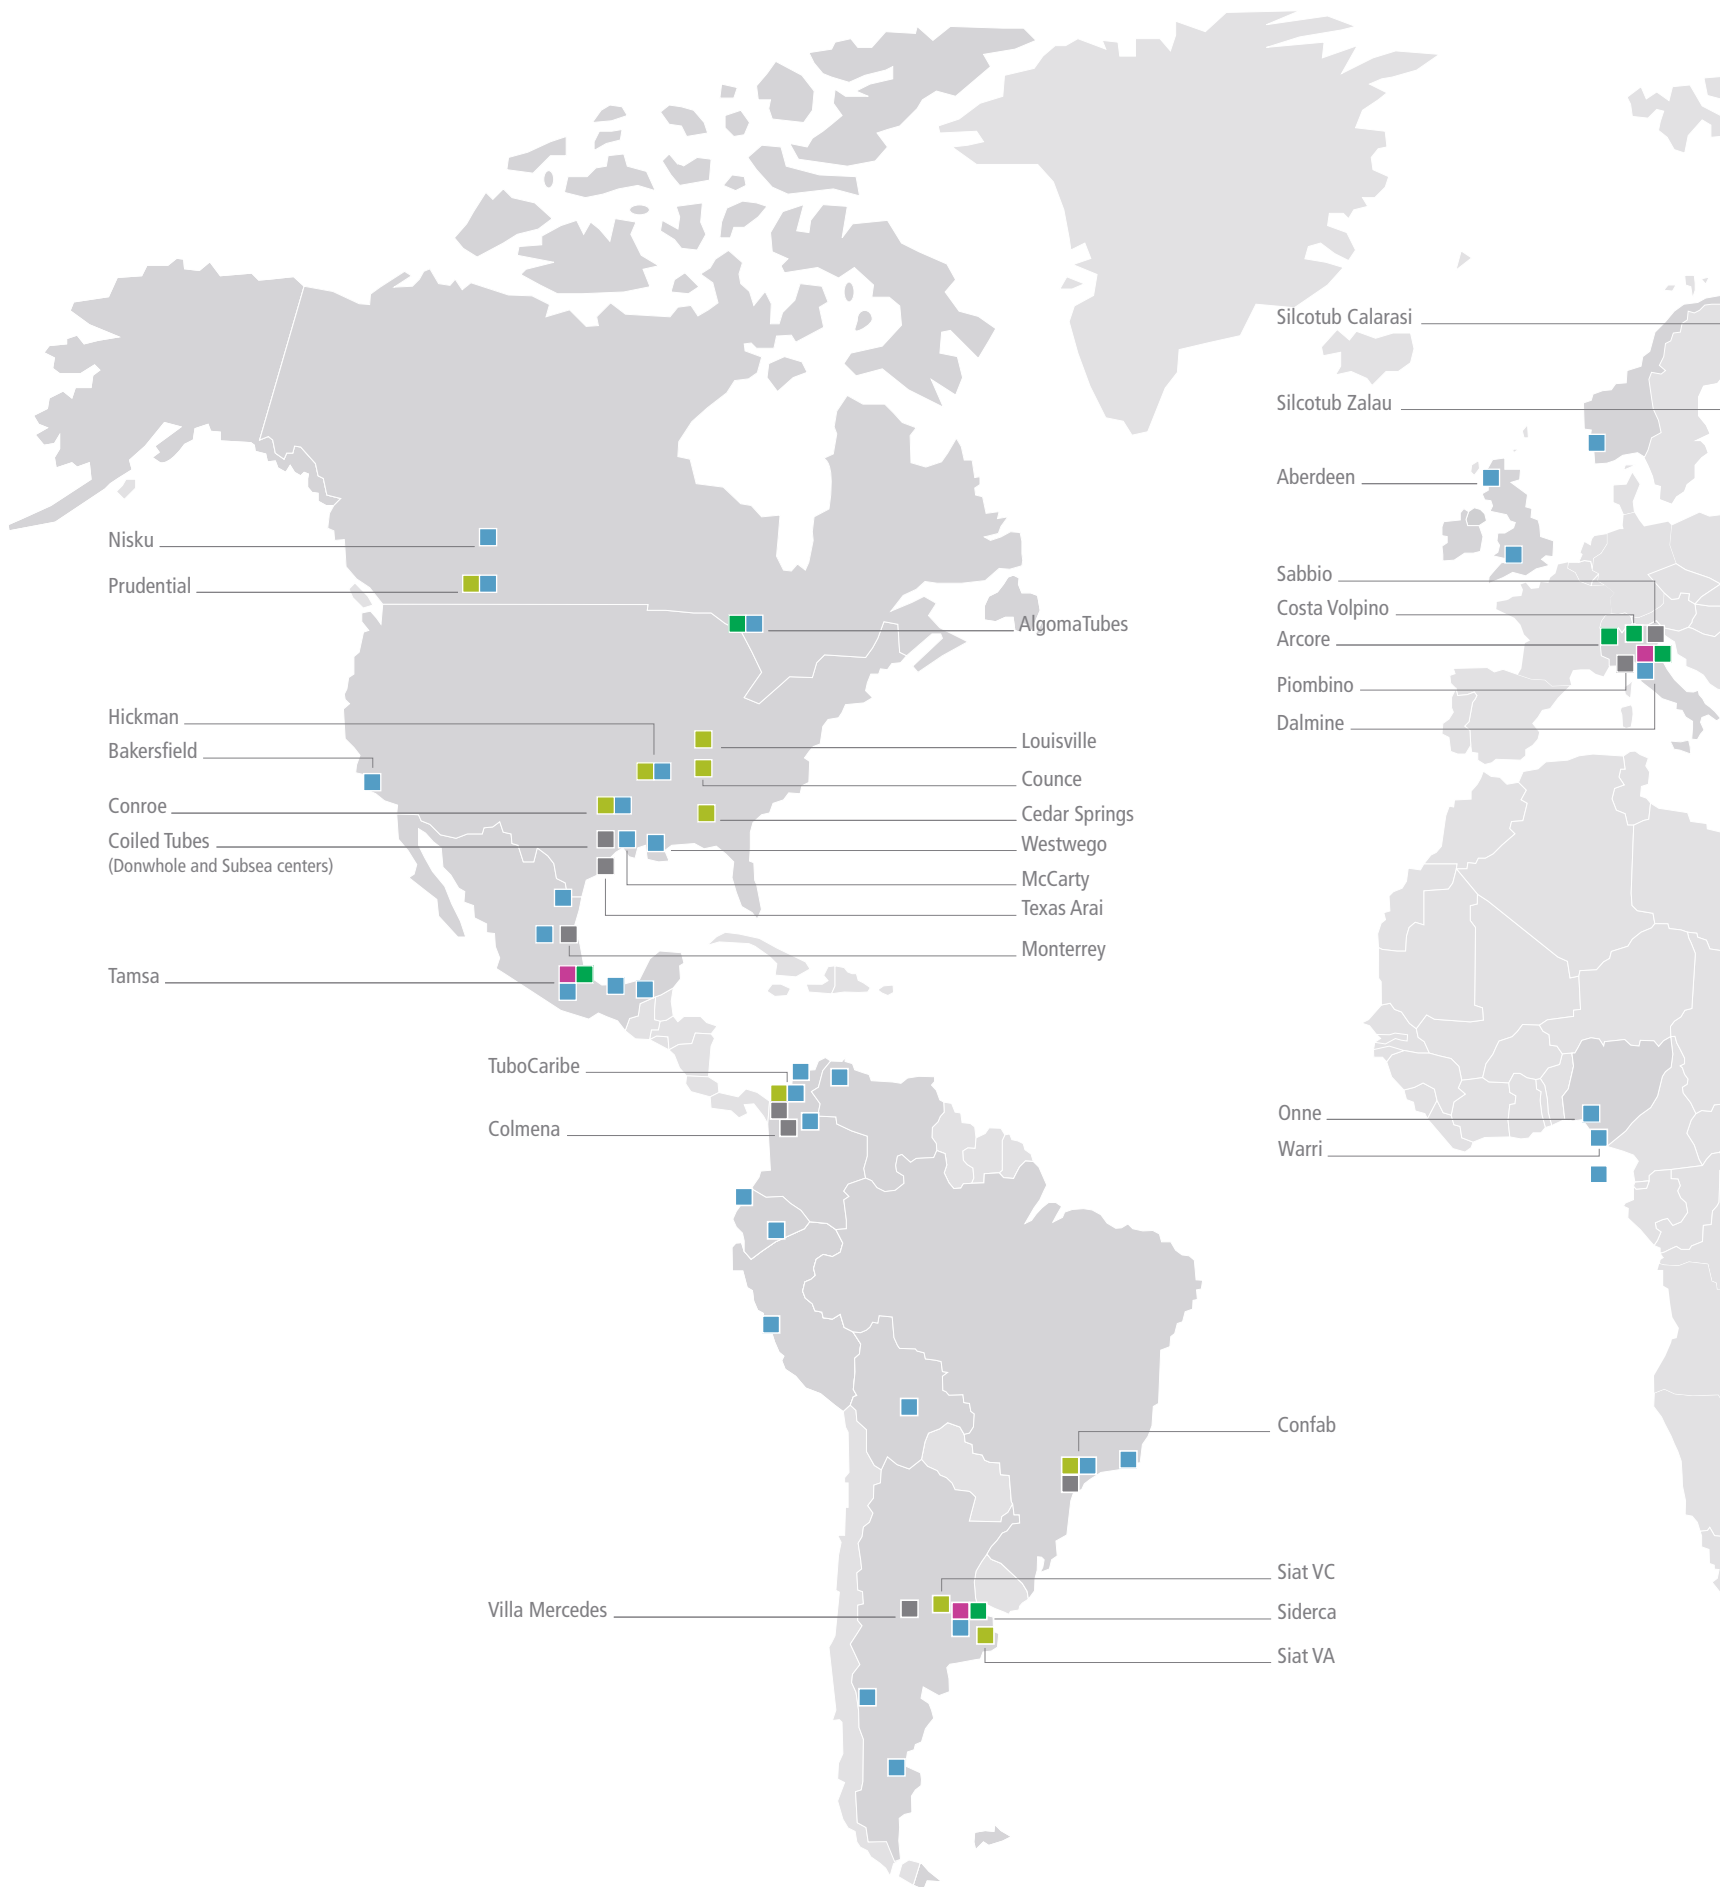 Silcotub Calarasi
Silcotub Zalau
Aberdeen
Nisku
Sabbio
Prudential
Costa Volpino
AlgomaTubes
Arcore
Piombino
Hickman
Dalmine
Louisville
Bakersfield
Counce
Conroe
Cedar Springs
Coiled Tubes
(Donwhole and Subsea centers)
Westwego
McCarty
Texas Arai
Monterrey
Tamsa
TuboCaribe
Colmena
Onne
Warri
Confab
Siat VC
Villa Mercedes
Siderca
Siat VA